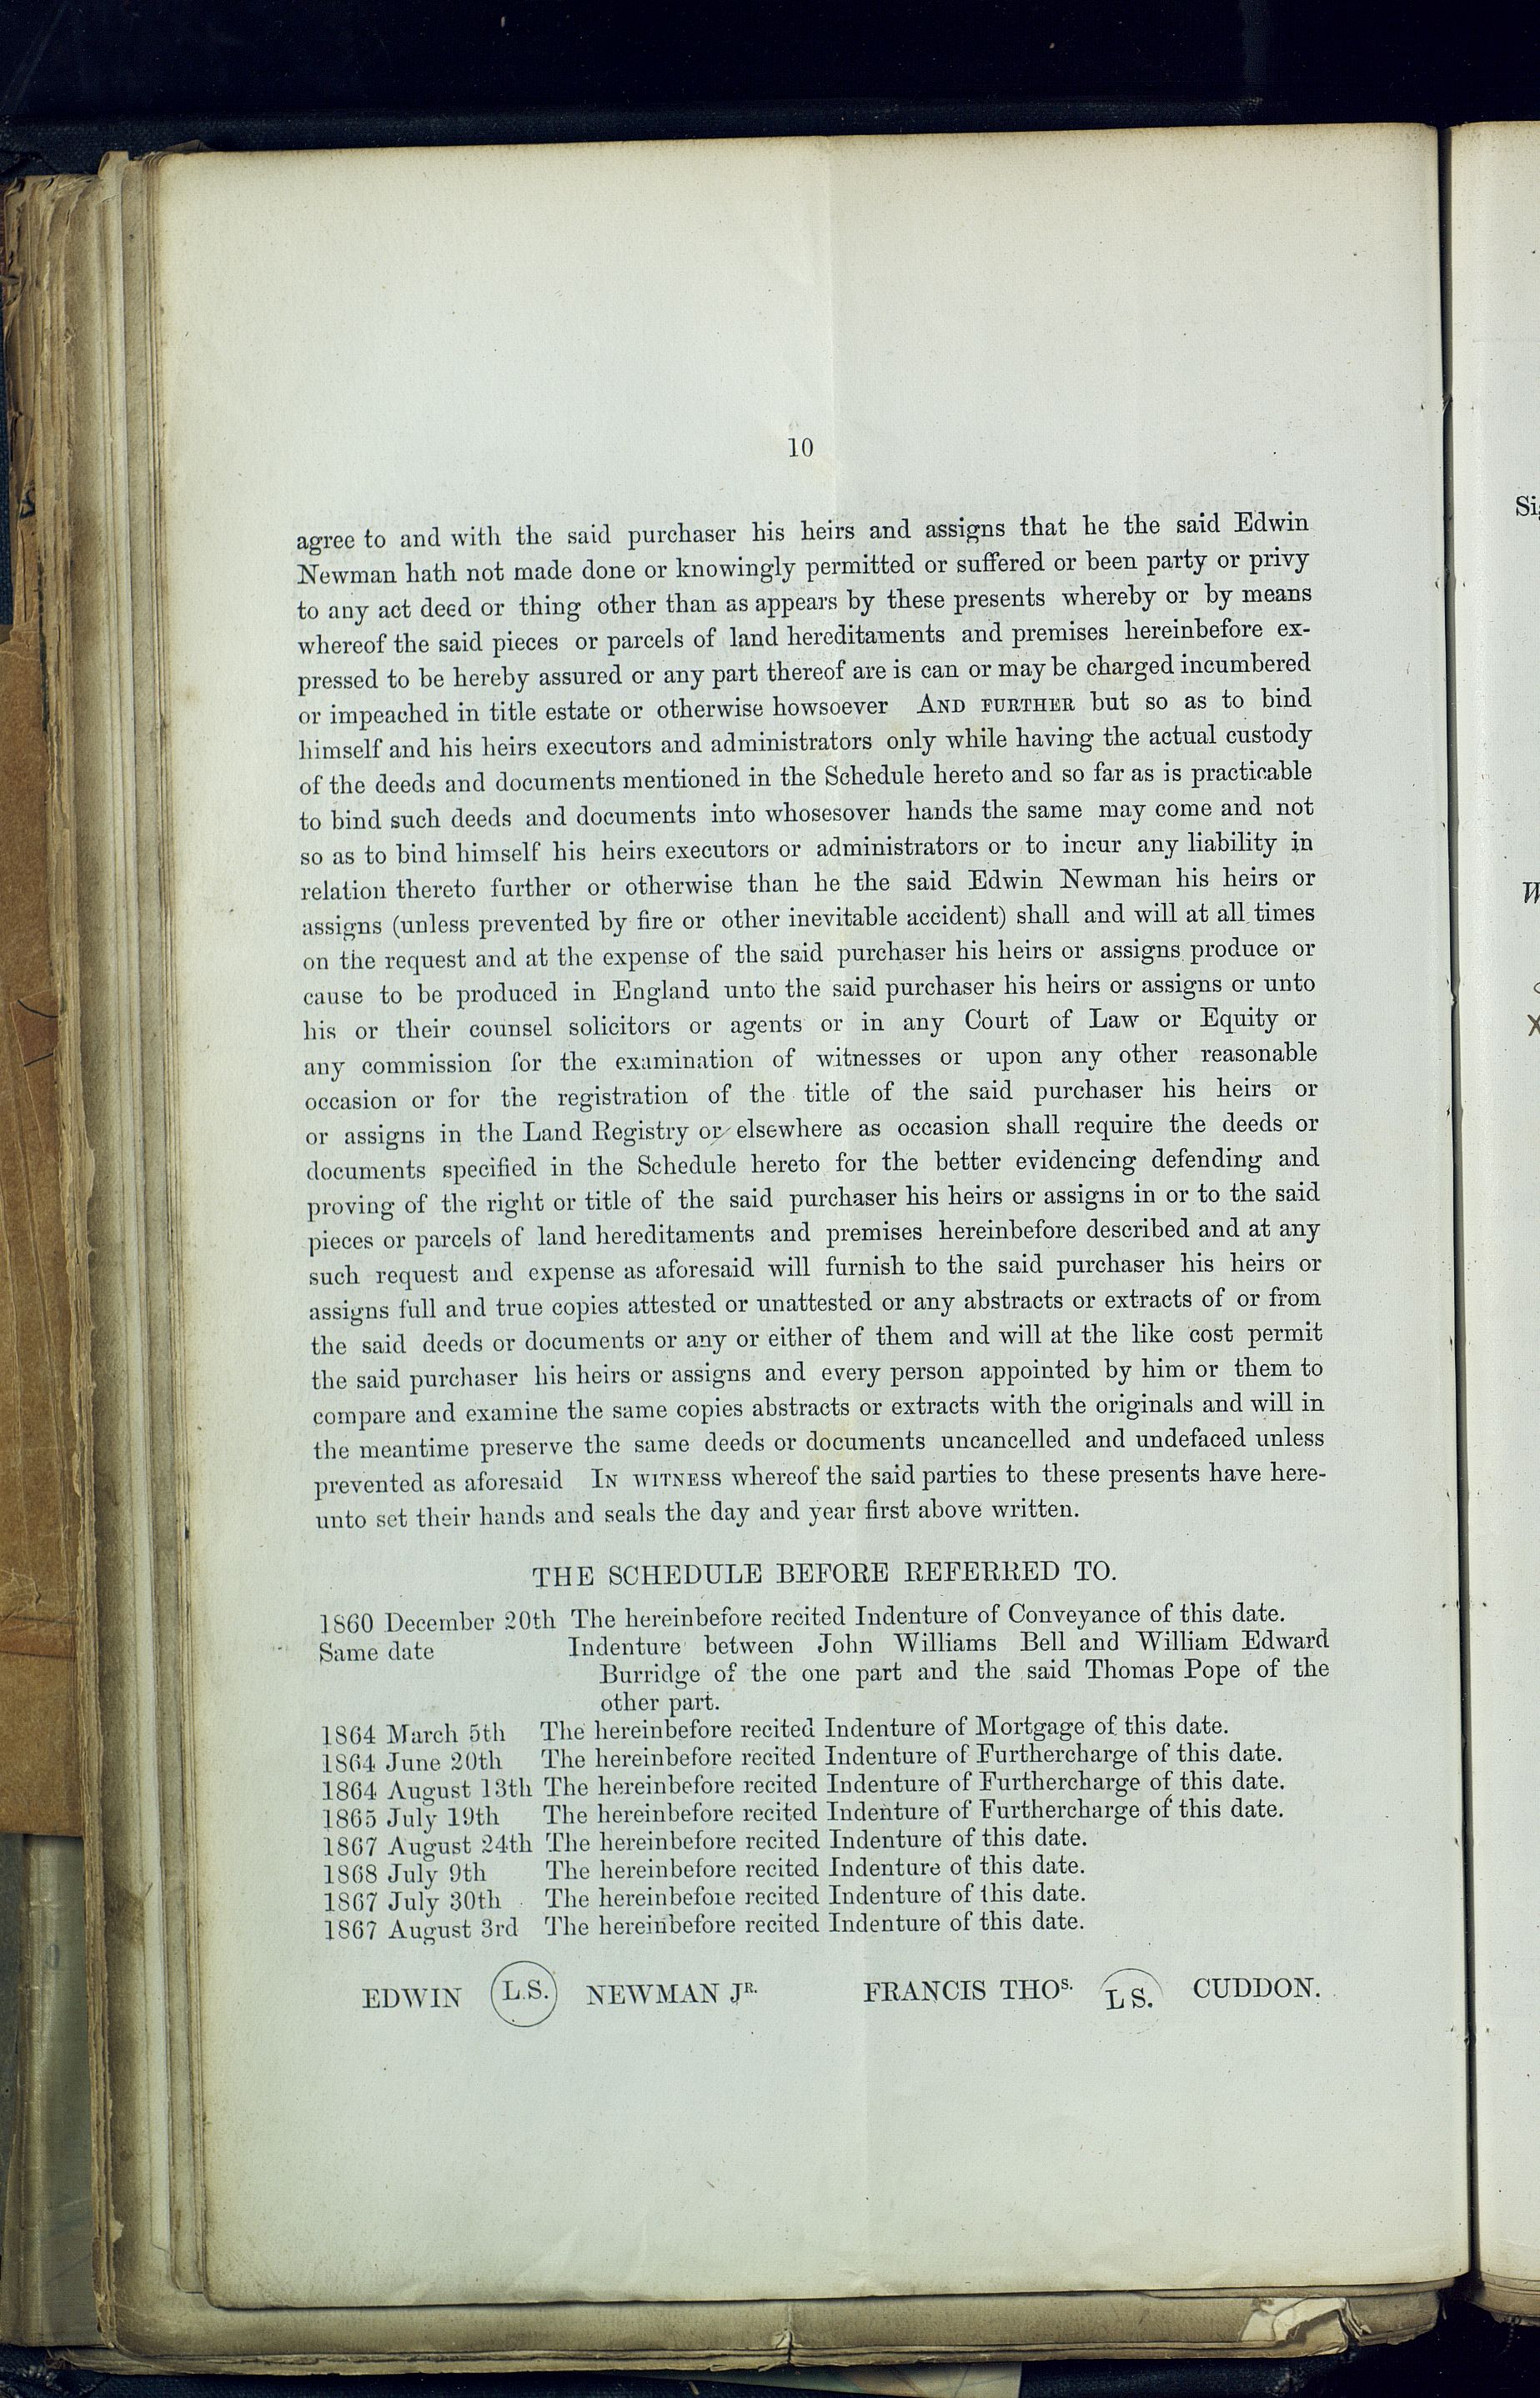 10
agree to and with the said purchaser his heirs and assigns that he the said Edwin
Newman hath not made done or knowingly permitted or suffered or been party or privy
to any act deed or thing other than as appears by these presents whereby or by means
whereof the said pieces or parcels of land hereditaments and premises hereinbefore ex-
pressed to be hereby assured or any part thereof are is can or may be charged incumbered
or impeached in title estate or otherwise howsoever AND FURTHER but so as to bind
himself and his heirs executors and administrators only while having the actual custody
of the deeds and documents mentioned in the Schedule hereto and so far as is practicable
to bind such deeds and documents into whosesover hands the same may come and not
so as to bind himself his heirs executors or administrators or to incur any liability in
relation thereto further or otherwise than he the said Edwin Newman his heirs or
assigns (unless prevented by fire or other inevitable accident) shall and will at all times
on the request and at the expense of the said purchaser his heirs or assigns produce or
cause to be produced in England unto the said purchaser his heirs or assigns or unto
his or their counsel solicitors or agents or in any Court of Law or Equity or
any commission for the examination of witnesses or upon any other reasonable
occasion or for the registration of the title of the said purchaser his heirs or
or assigns in the Land Registry or elsewhere as occasion shall require the deeds or
documents specified in the Schedule hereto for the better evidencing defending and
proving of the right or title of the said purchaser his heirs or assigns in or to the said
pieces or parcels of land hereditaments and premises hereinbefore described and at any
such request and expense as aforesaid will furnish to the said purchaser his heirs or
assigns full and true copies attested or unattested or any abstracts or extracts of or from
the said deeds or documents or any or either of them and will at the like cost permit
the said purchaser his heirs or assigns and every person appointed by him or them to
compare and examine the same copies abstracts or extracts with the originals and will in
the meantime preserve the same deeds or documents uncancelled and undefaced unless
prevented as aforesaid IN WITNESS whereof the said parties to these presents have here-
unto set their hands and seals the day and year first above written.
THE SCHEDULE BEFORE REFERRED TO.
1860 December 20th The hereinbefore recited Indenture of Conveyance of this date.
Same date Indenture between John Williams Bell and William Edward
Burridge of the one part and the said Thomas Pope of the
other part.
1864 March 5th The hereinbefore recited Indenture of Mortgage of this date.
1864 June 20th The hereinbefore recited Indenture of Furthercharge of this date.
1864 August 13th The hereinbefore recited Indenture of Furthercharge of this date.
1865 July 19th The hereinbefore recited Indenture of Furthercharge of this date.
1867 August 24th The hereinbefore recited Indenture of this date.
1868 July 9th The hereinbefore recited Indenture of this date.
1867 July 30th The hereinbefore recited Indenture of this date.
1867 August 3rd The hereinbefore recited Indenture of this date.
EDWIN L.S. NEWMAN JR. FRANCIS THOS. L S. CUDDON.